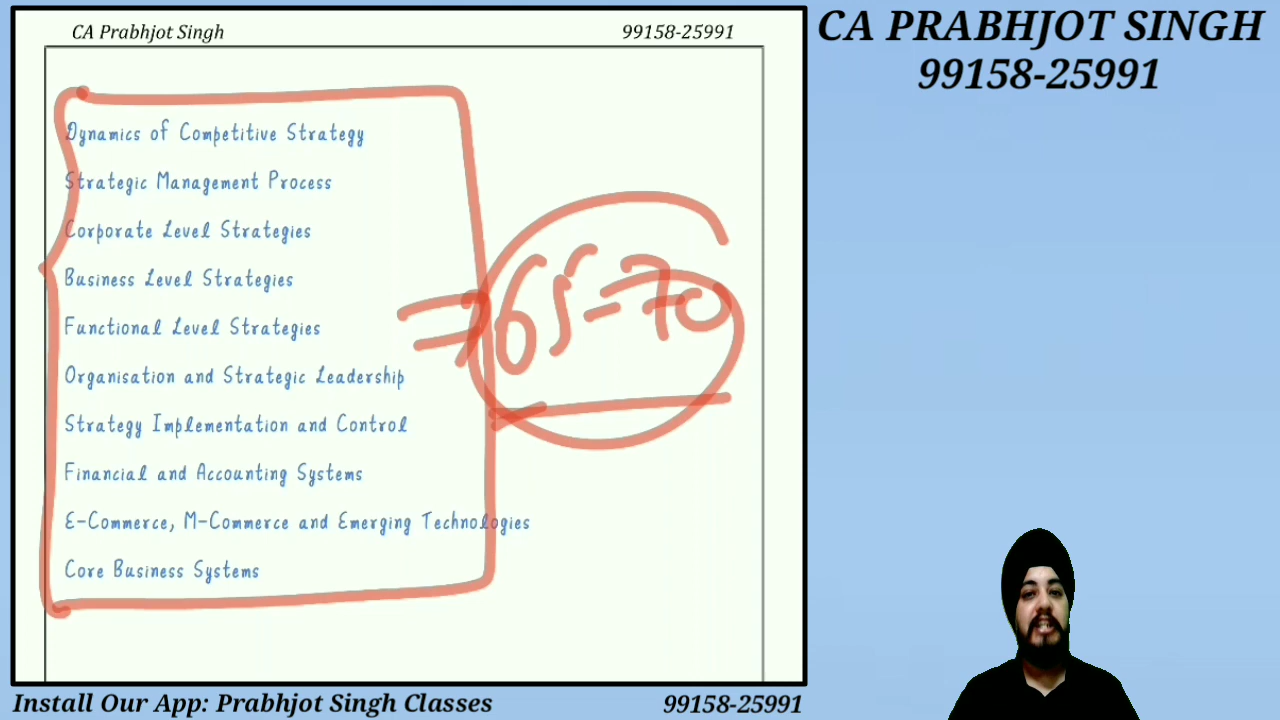 CA Prabhjot Singh 99158-25991
CA PRABHJOT SINGH
99158-25991
Dynamics of Competitive Strategy
Strategic Management Process
Corporate Level Strategies
Business Level Strategies
Functional Level Strategies
Organisation and Strategic Leadership
Strategy Implementation and Control
Financial and Accounting Systems
E-Commerce, M-Commerce and Emerging Technologies
Core Business Systems
⇒ 65-70
Install Our App: Prabhjot Singh Classes 99158-25991